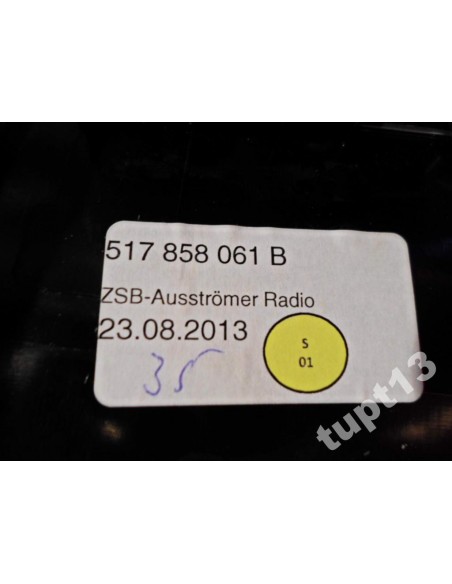 517 858 061 B
ZSB-Ausströmer Radio
23.08.2013
S
01
35
tupt13